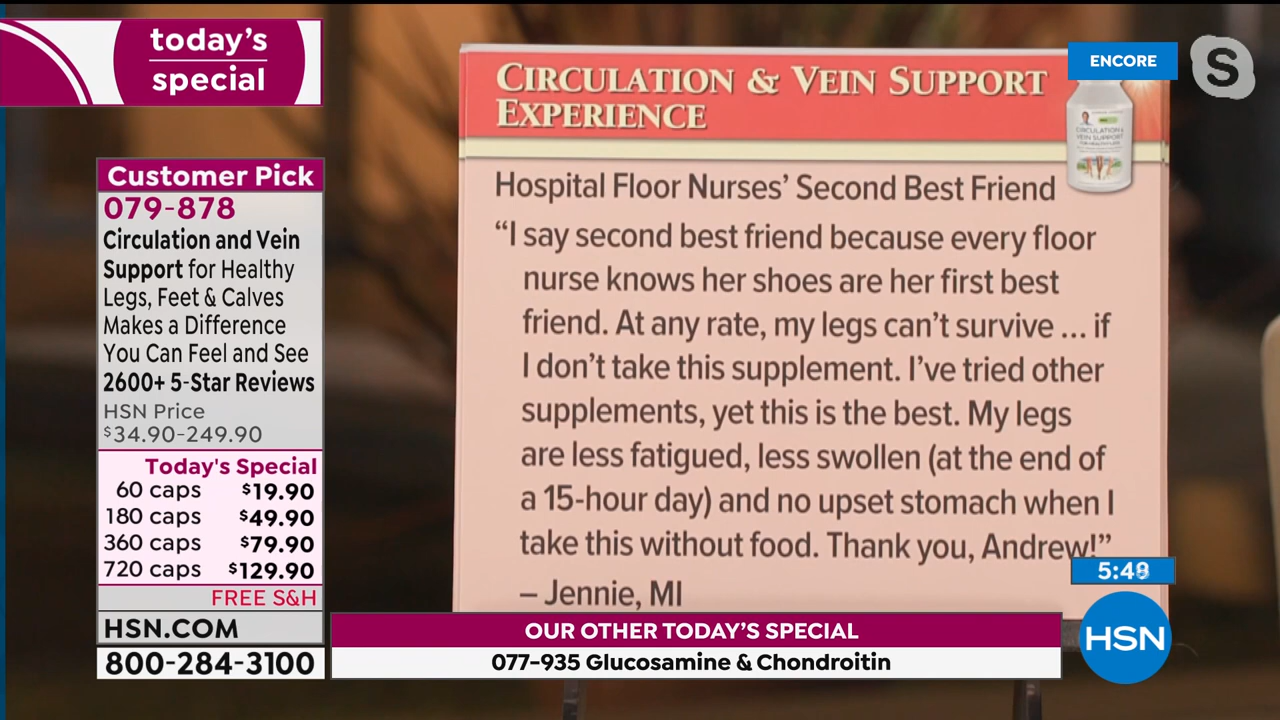 today's
special
Customer Pick
079-878
Circulation and Vein
Support for Healthy
Legs, Feet & Calves
Makes a Difference
You Can Feel and See
2600+ 5-Star Reviews
HSN Price
$34.90-249.90
Today's Special
60 caps $19.90
180 caps $49.90
360 caps $79.90
720 caps $129.90
FREE S&H
HSN.COM
800-284-3100
ENCORE
S
CIRCULATION & VEIN SUPPORT
EXPERIENCE
CIRCULATION &
VEIN SUPPORT
Hospital Floor Nurses' Second Best Friend
“I say second best friend because every floor
nurse knows her shoes are her first best
friend. At any rate, my legs can't survive ... if
I don't take this supplement. I've tried other
supplements, yet this is the best. My legs
are less fatigued, less swollen (at the end of
a 15-hour day) and no upset stomach when I
take this without food. Thank you, Andrew!”
– Jennie, MI
5:48
HSN
OUR OTHER TODAY'S SPECIAL
077-935 Glucosamine & Chondroitin